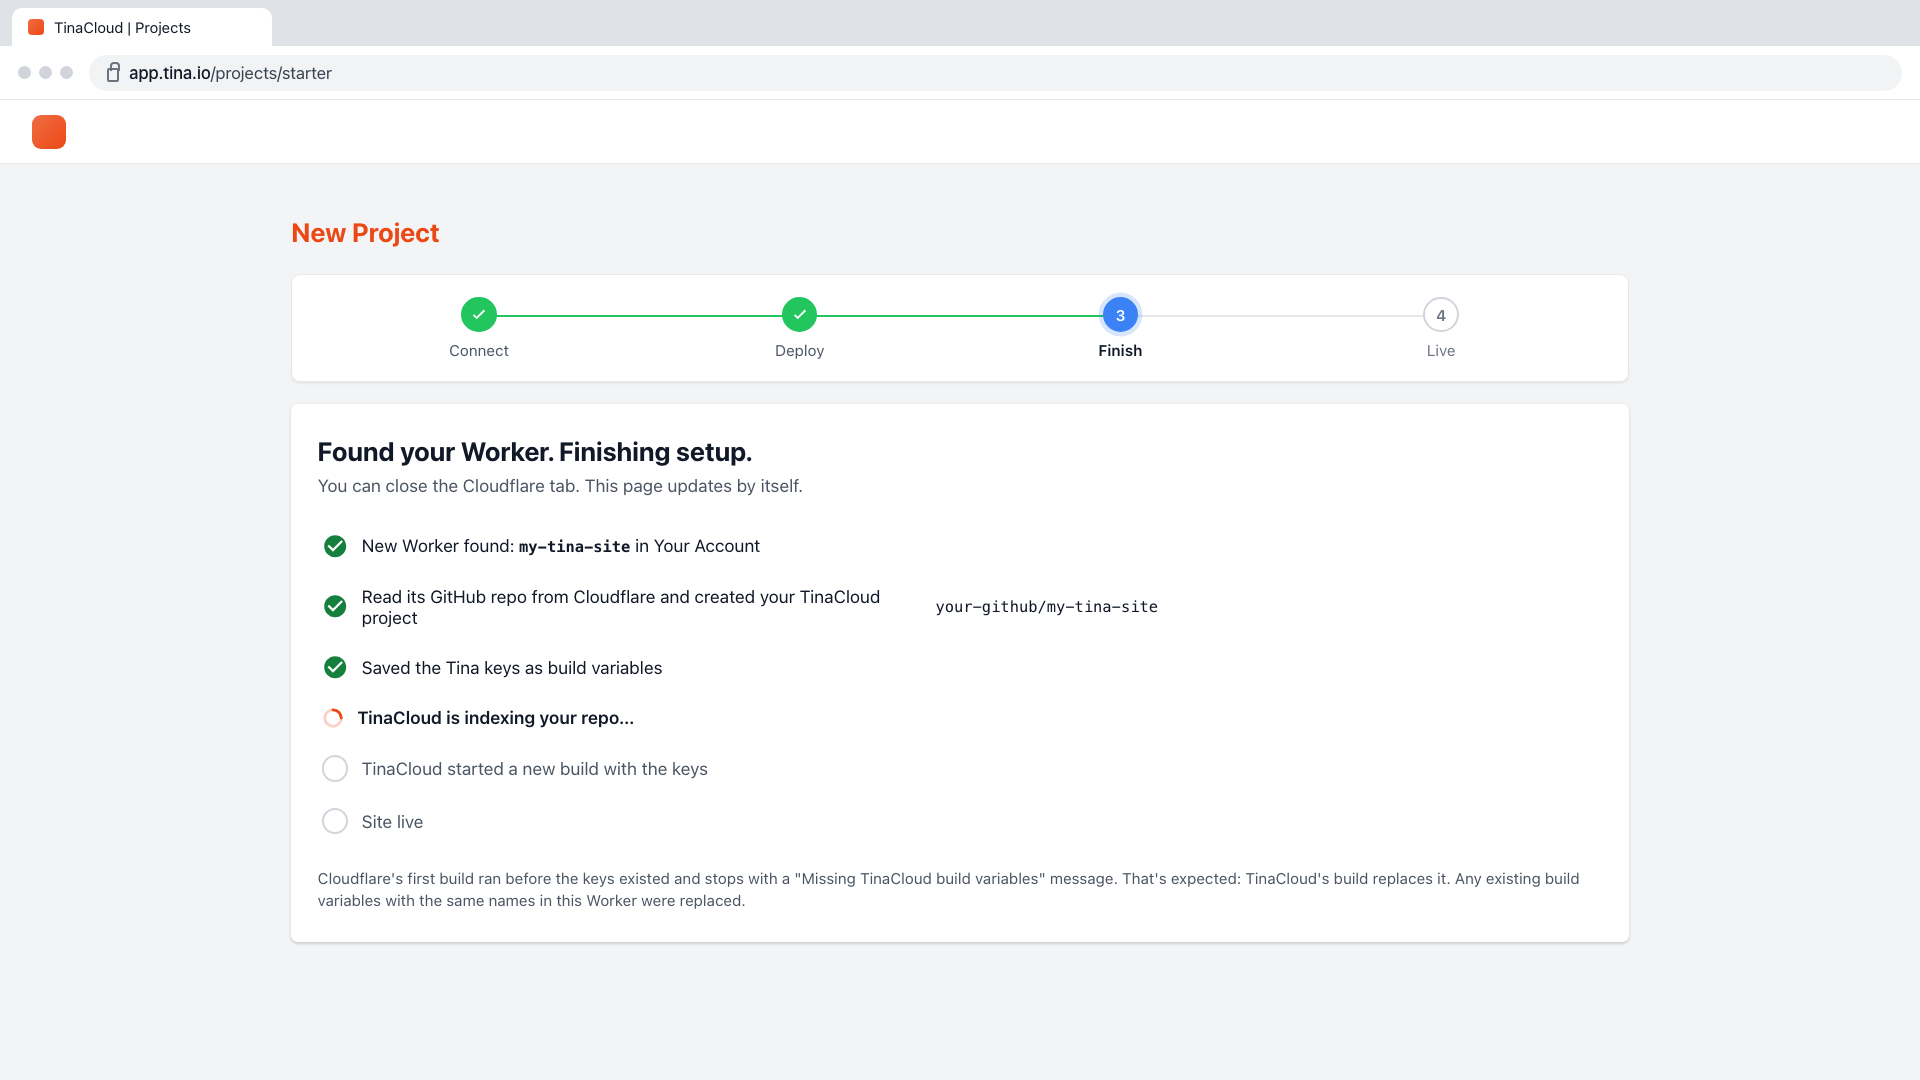 TinaCloud | Projects
app.tina.io/projects/starter
New Project
3
4
Connect
Deploy
Finish
Live
Found your Worker. Finishing setup.
You can close the Cloudflare tab. This page updates by itself.
New Worker found: my-tina-site in Your Account
Read its GitHub repo from Cloudflare and created your TinaCloud
project
your-github/my-tina-site
Saved the Tina keys as build variables
TinaCloud is indexing your repo...
TinaCloud started a new build with the keys
Site live
Cloudflare's first build ran before the keys existed and stops with a "Missing TinaCloud build variables" message. That's expected: TinaCloud's build replaces it. Any existing build
variables with the same names in this Worker were replaced.